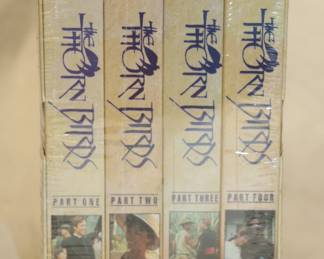 THE THORN BIRDS
PART ONE
THE THORN BIRDS
PART TWO
THE THORN BIRDS
PART THREE
THE THORN BIRDS
PART FOUR